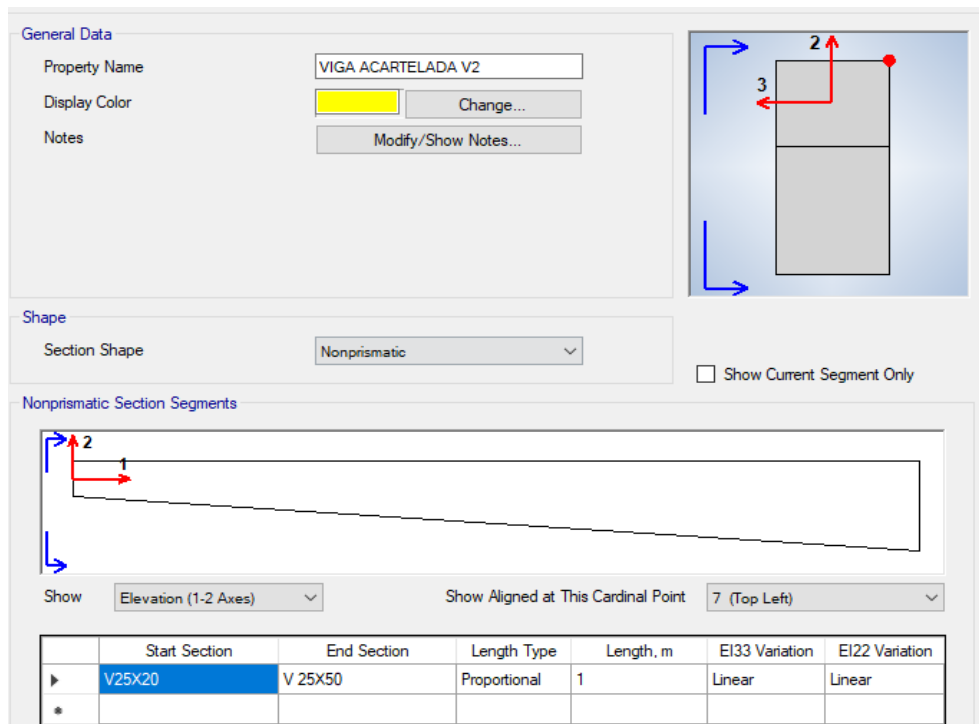 General Data
Property Name VIGA ACARTELADA V2
Display Color Change...
Notes Modify/Show Notes...
2
3
Shape
Section Shape Nonprismatic
Show Current Segment Only
Nonprismatic Section Segments
2
1
Show Elevation (1-2 Axes) Show Aligned at This Cardinal Point 7 (Top Left)
Start Section End Section Length Type Length, m EI33 Variation EI22 Variation
V25X20 V 25X50 Proportional 1 Linear Linear